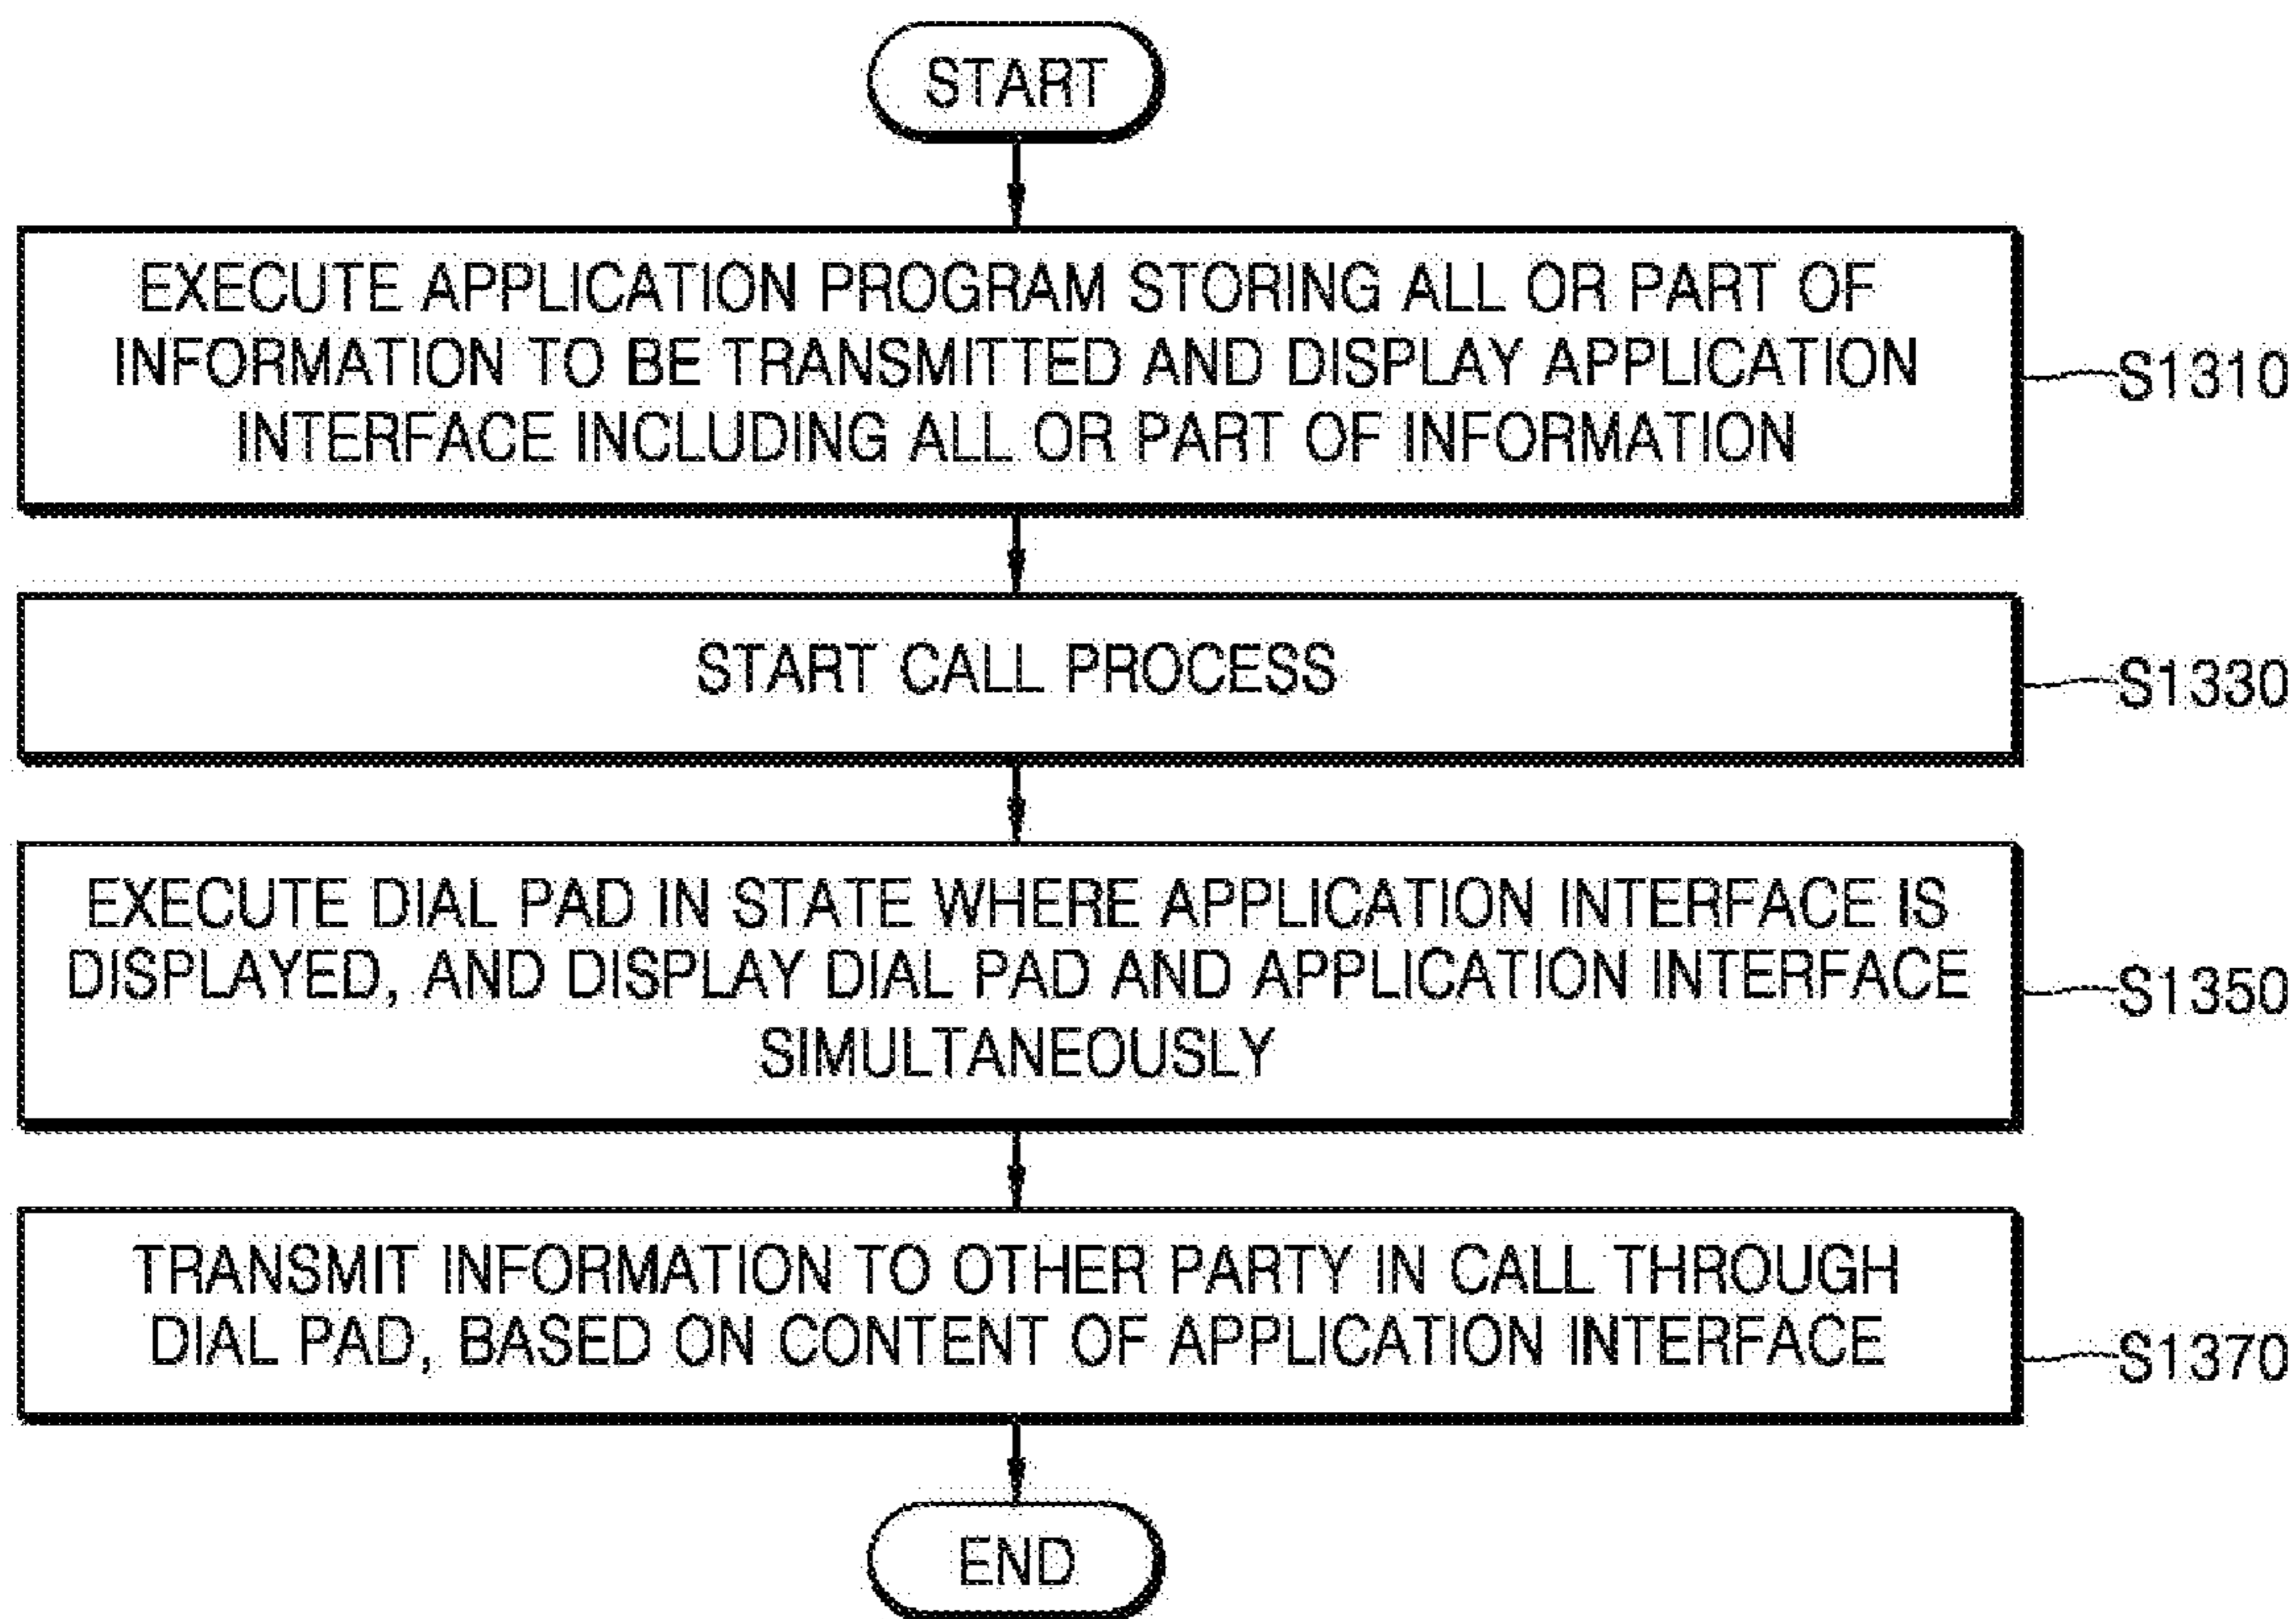 START
EXECUTE APPLICATION PROGRAM STORING ALL OR PART OF
INFORMATION TO BE TRANSMITTED AND DISPLAY APPLICATION
INTERFACE INCLUDING ALL OR PART OF INFORMATION
S1310
START CALL PROCESS
S1330
EXECUTE DIAL PAD IN STATE WHERE APPLICATION INTERFACE IS
DISPLAYED, AND DISPLAY DIAL PAD AND APPLICATION INTERFACE
SIMULTANEOUSLY
S1350
TRANSMIT INFORMATION TO OTHER PARTY IN CALL THROUGH
DIAL PAD, BASED ON CONTENT OF APPLICATION INTERFACE
S1370
END